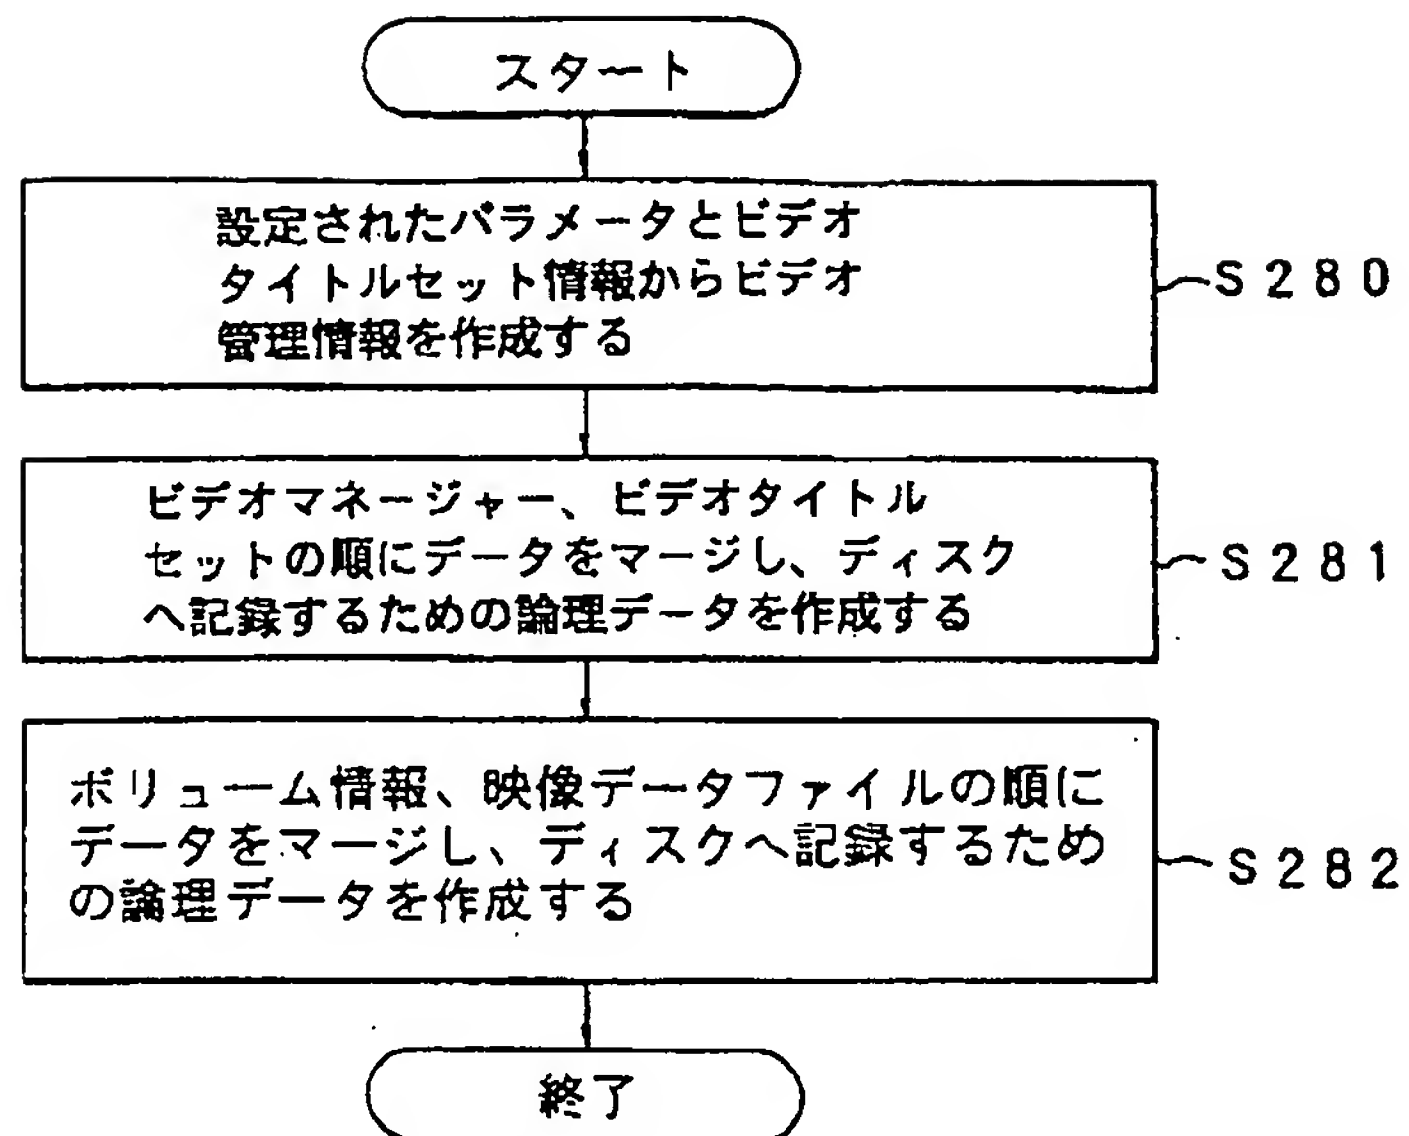 スタート
設定されたパラメータとビデオ
タイトルセット情報からビデオ
管理情報を作成する
S280
ビデオマネージャー、ビデオタイトル
セットの順にデータをマージし、ディスク
へ記録するための論理データを作成する
S281
ボリューム情報、映像データファイルの順に
データをマージし、ディスクへ記録するため
の論理データを作成する
S282
終了